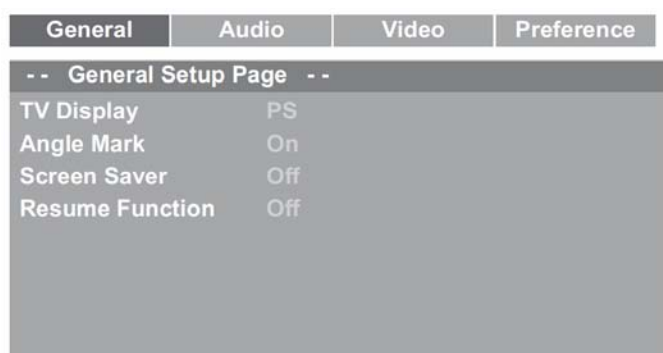 General Audio Video Preference
-- General Setup Page --
TV Display PS
Angle Mark On
Screen Saver Off
Resume Function Off